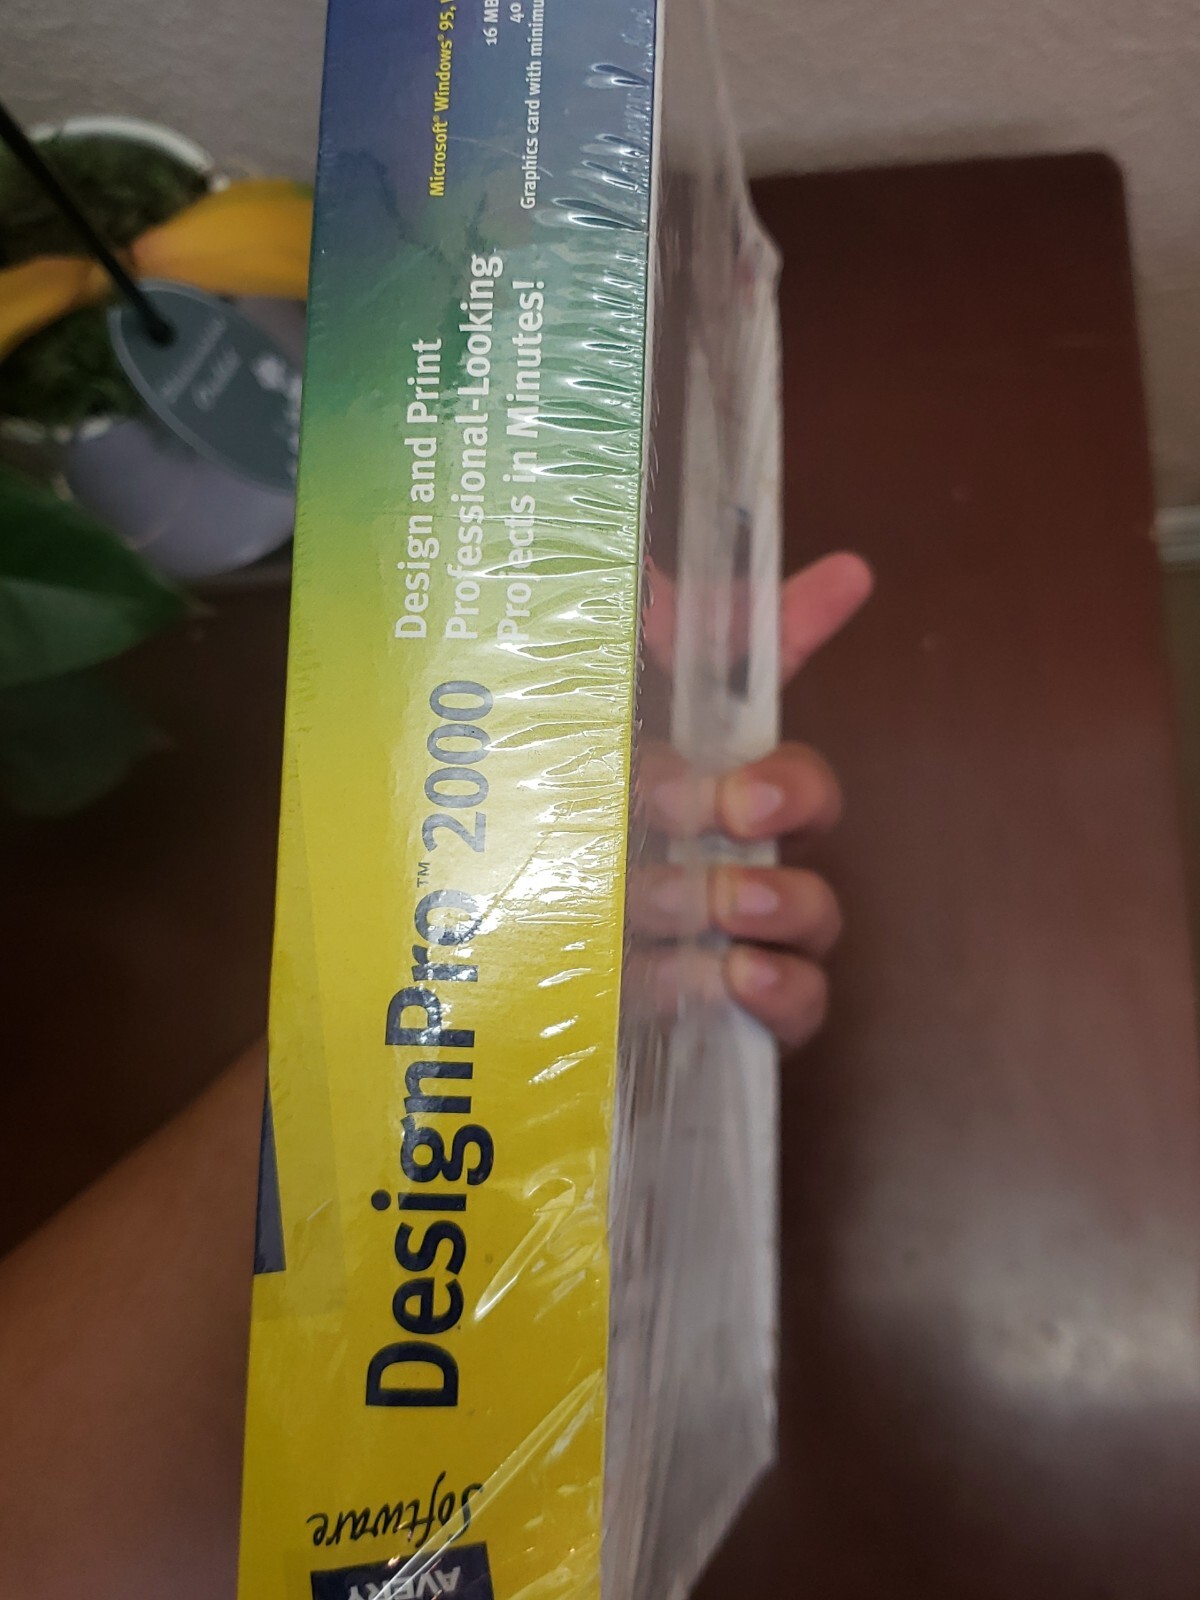 AVERY
Software
DesignPro™ 2000
Design and Print
Professional-Looking
Projects in Minutes!
Microsoft® Windows® 95,
16 MB
40
Graphics card with minimu